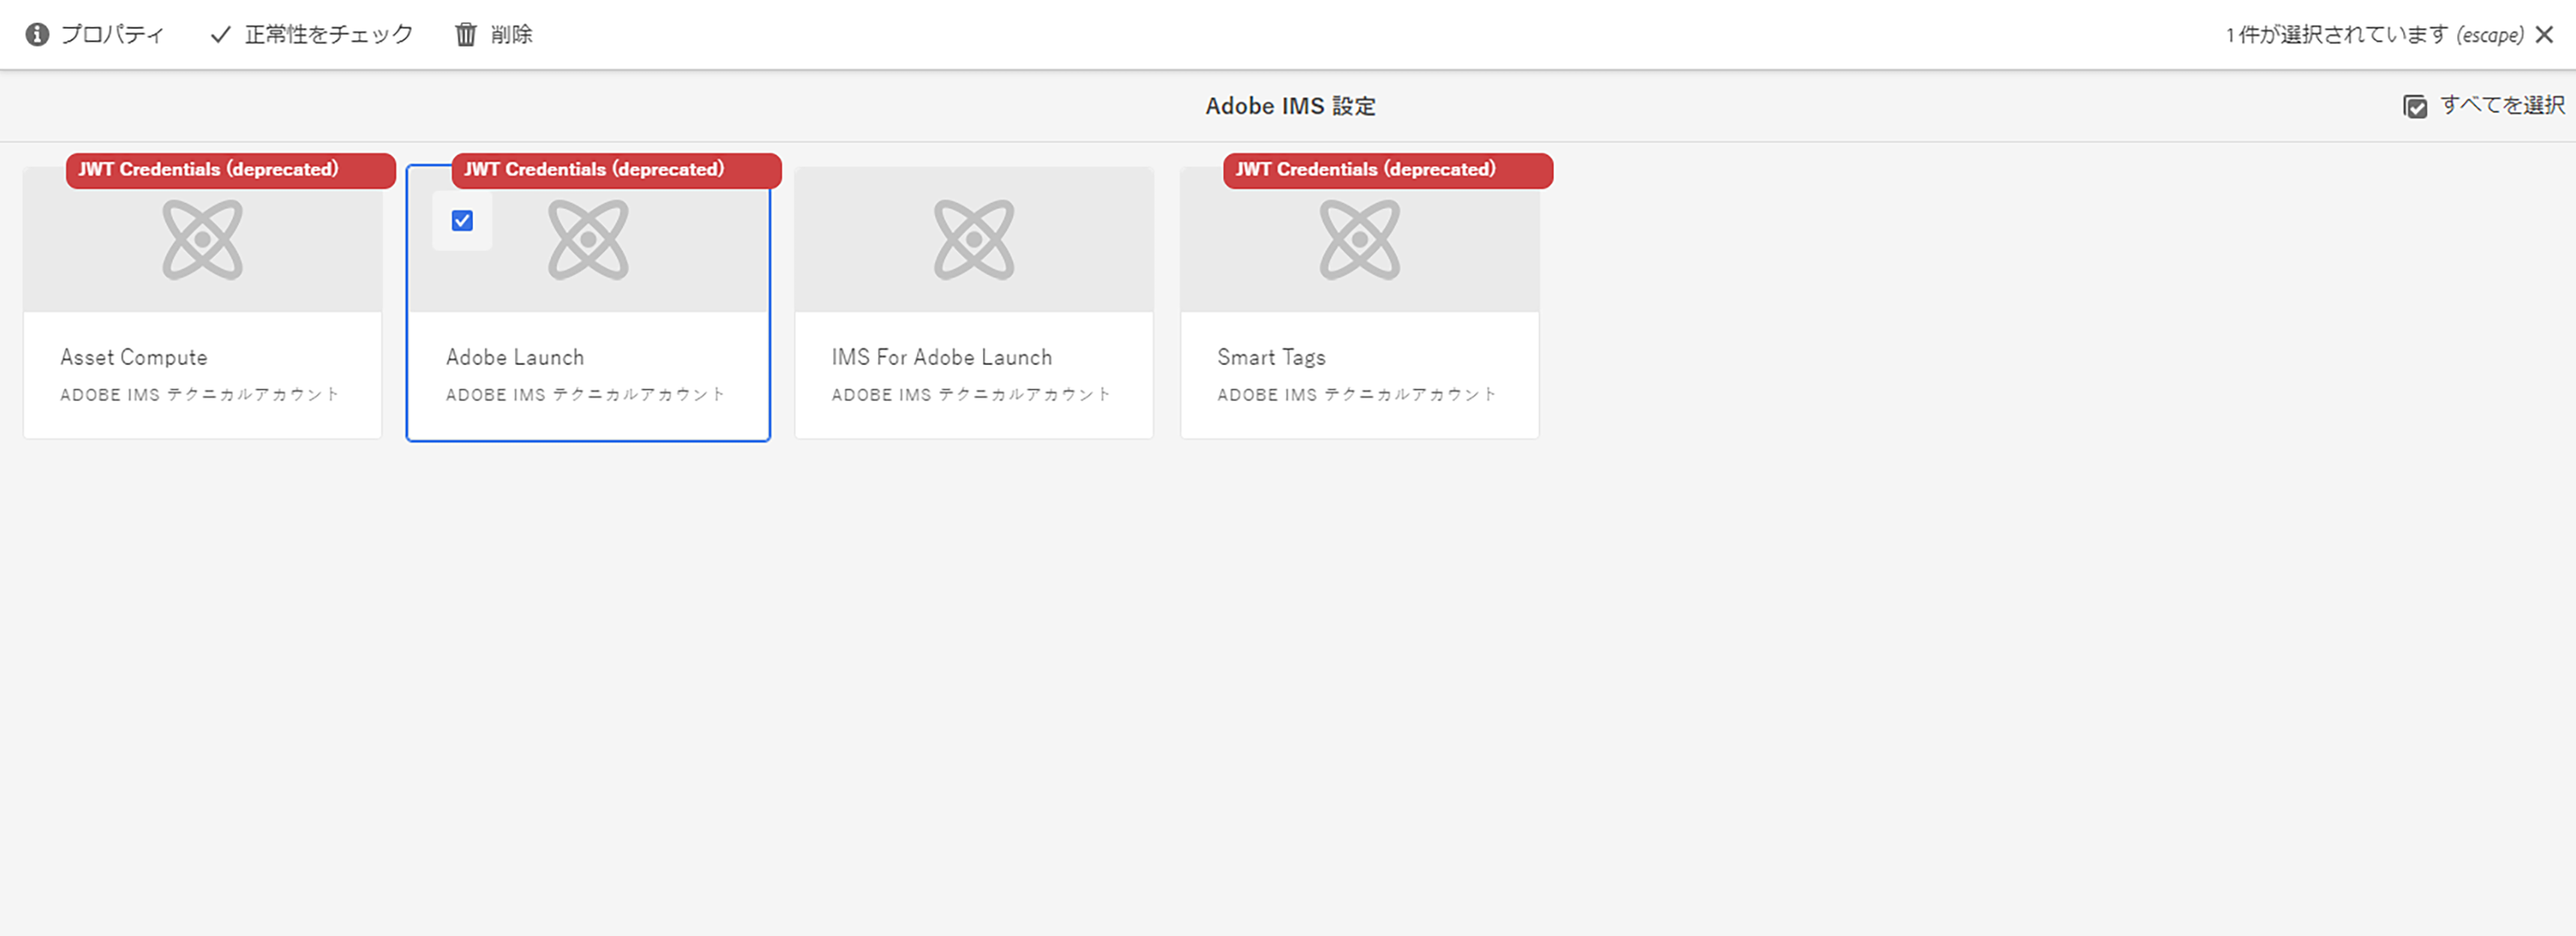 プロパティ 正常性をチェック 削除 1 件が選択されています (escape)
Adobe IMS 設定 すべてを選択
JWT Credentials (deprecated) JWT Credentials (deprecated) JWT Credentials (deprecated)
Asset Compute Adobe Launch IMS For Adobe Launch Smart Tags
ADOBE IMS テクニカルアカウント ADOBE IMS テクニカルアカウント ADOBE IMS テクニカルアカウント ADOBE IMS テクニカルアカウント